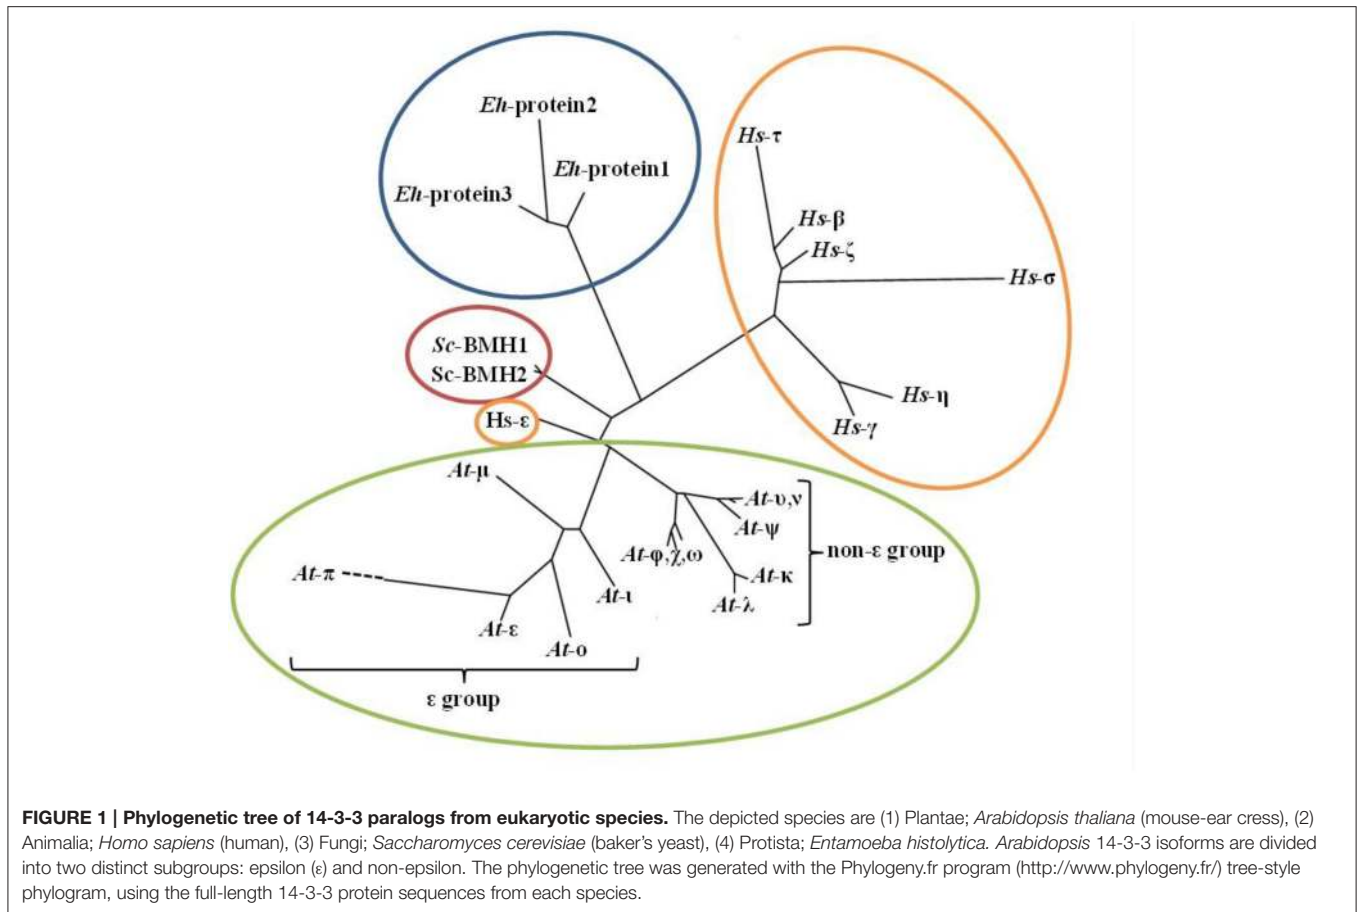 Eh-protein2
Eh-protein1
Eh-protein3
Hs-τ
Hs-β
Hs-ζ
Hs-σ
Hs-η
Hs-γ
Sc-BMH1
Sc-BMH2
Hs-ε
At-μ
At-υ,ν
At-ψ
At-φ,χ,ω
non-ε group
At-π
At-κ
At-ι
At-λ
At-ε
At-ο
ε group
FIGURE 1 | Phylogenetic tree of 14-3-3 paralogs from eukaryotic species. The depicted species are (1) Plantae; Arabidopsis thaliana (mouse-ear cress), (2)
Animalia; Homo sapiens (human), (3) Fungi; Saccharomyces cerevisiae (baker's yeast), (4) Protista; Entamoeba histolytica. Arabidopsis 14-3-3 isoforms are divided
into two distinct subgroups: epsilon (ε) and non-epsilon. The phylogenetic tree was generated with the Phylogeny.fr program (http://www.phylogeny.fr/) tree-style
phylogram, using the full-length 14-3-3 protein sequences from each species.